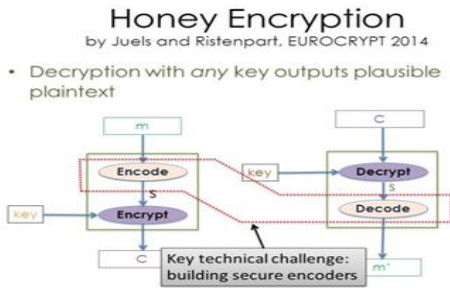 Honey Encryption
by Juels and Ristenpart, EUROCRYPT 2014
• Decryption with any key outputs plausible
plaintext
m
C
Encode
key
Decrypt
S
S
key
Encrypt
Decode
C
Key technical challenge:
building secure encoders
m'